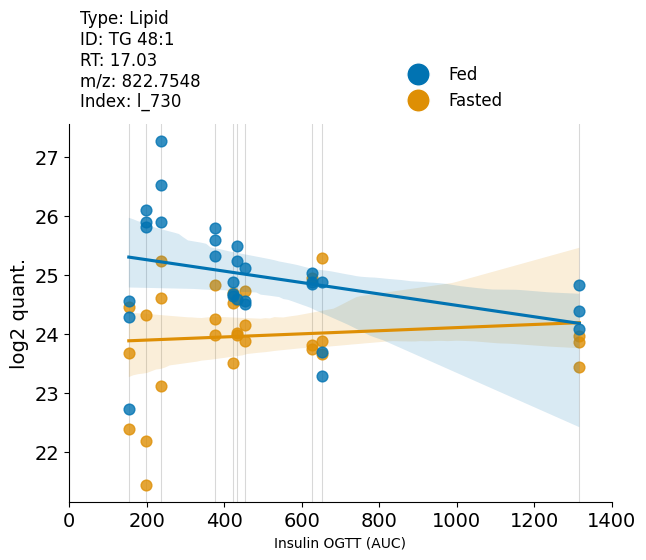 Type: Lipid
ID: TG 48:1
RT: 17.03
m/z: 822.7548
Index: l_730
Fed
Fasted
27
26
25
24
23
22
log2 quant.
0 200 400 600 800 1000 1200 1400
Insulin OGTT (AUC)